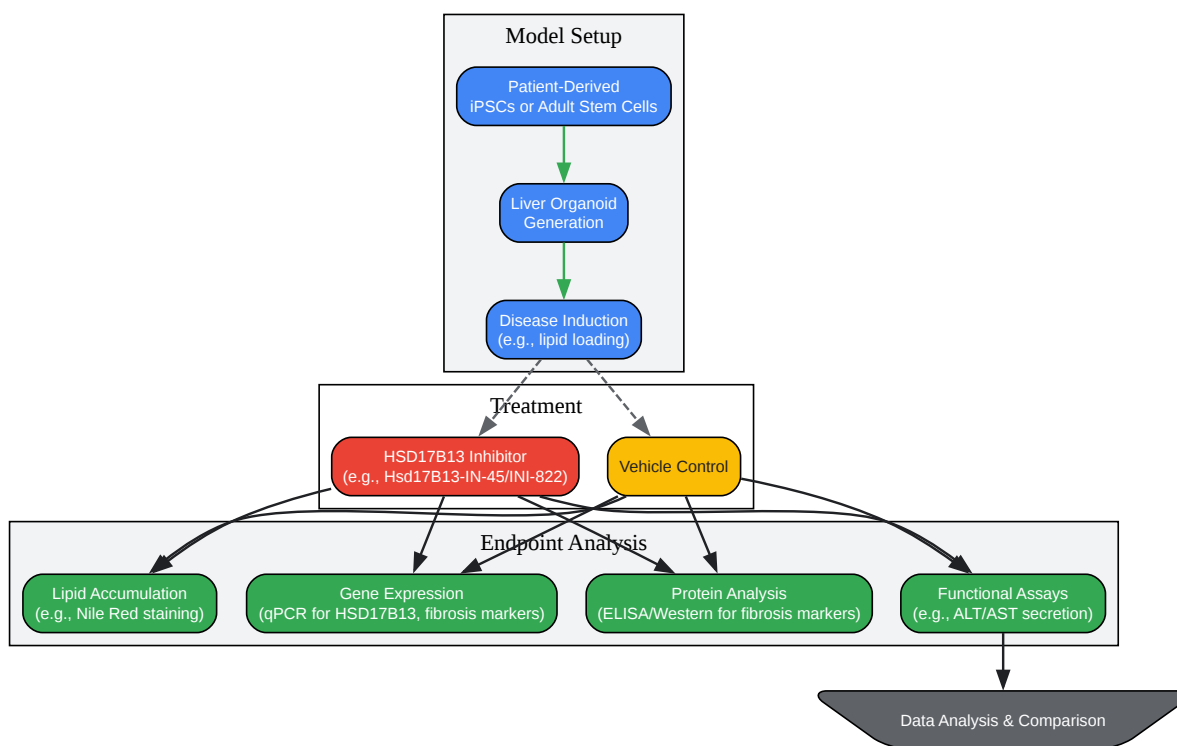 Model Setup
Patient-Derived
iPSCs or Adult Stem Cells
Liver Organoid
Generation
Disease Induction
(e.g., lipid loading)
Treatment
HSD17B13 Inhibitor
(e.g., Hsd17B13-IN-45/INI-822)
Vehicle Control
Endpoint Analysis
Lipid Accumulation
(e.g., Nile Red staining)
Gene Expression
(qPCR for HSD17B13, fibrosis markers)
Protein Analysis
(ELISA/Western for fibrosis markers)
Functional Assays
(e.g., ALT/AST secretion)
Data Analysis & Comparison